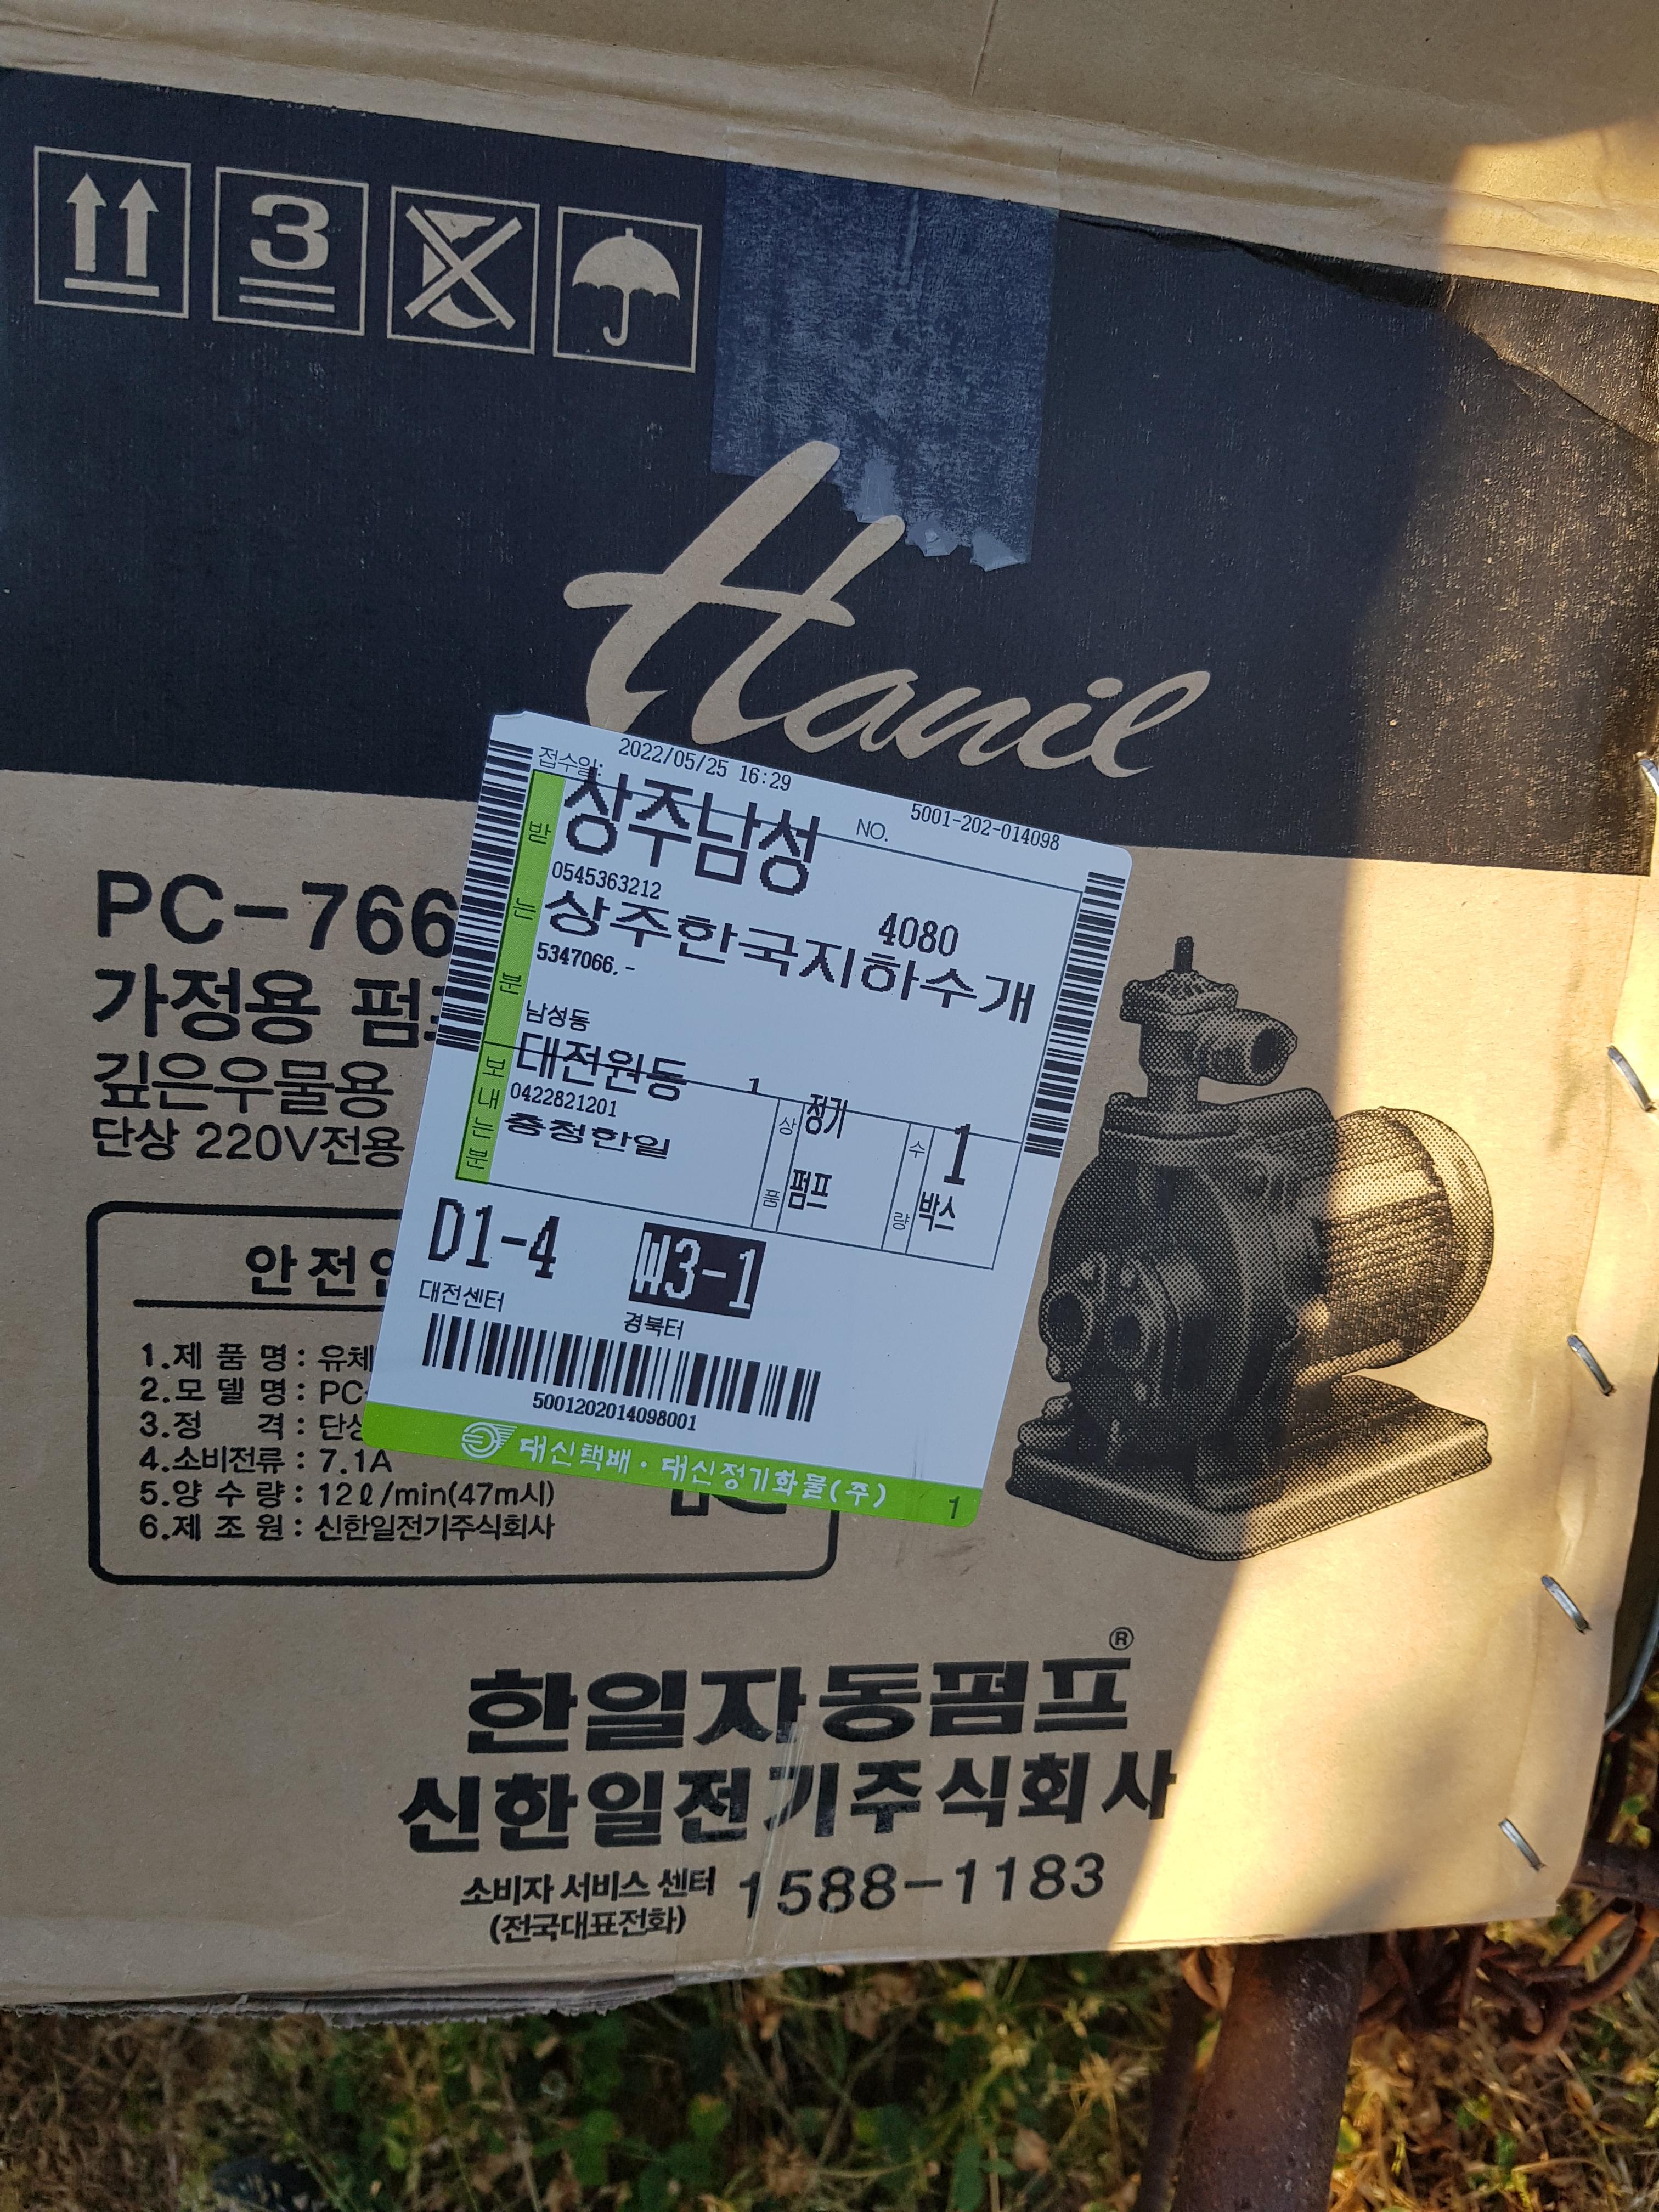 3
Hanil
접수일: 2022/05/25 16:29
상주남성 NO. 5001-202-014098
0545363212
상주한국지하수개 4080
5347066,-
남성동
받는분
대전원동 1
0422821201
충청한일
보내는분
상품 정기 펌프
수량 1 박스
D1-4 W3-1
대전센터 경북터
5001202014098001
대신택배·대신정기화물(주) 1
PC-766
가정용
깊은우물용
단상 220V전용
안전
1.제 품 명 : 유체
2.모 델 명 : PC-
3.정 격 : 단상
4.소비전류 : 7.1A
5.양 수 량 : 12ℓ/min(47m시)
6.제 조 원 : 신한일전기주식회사
한일자동펌프®
신한일전기주식회사
소비자 서비스 센터 1588-1183
(전국대표전화)